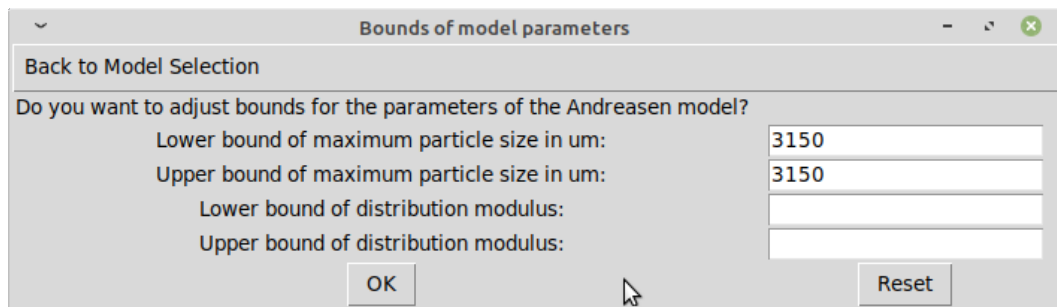 Bounds of model parameters
Back to Model Selection
Do you want to adjust bounds for the parameters of the Andreasen model?
Lower bound of maximum particle size in um: 3150
Upper bound of maximum particle size in um: 3150
Lower bound of distribution modulus:
Upper bound of distribution modulus:
OK Reset